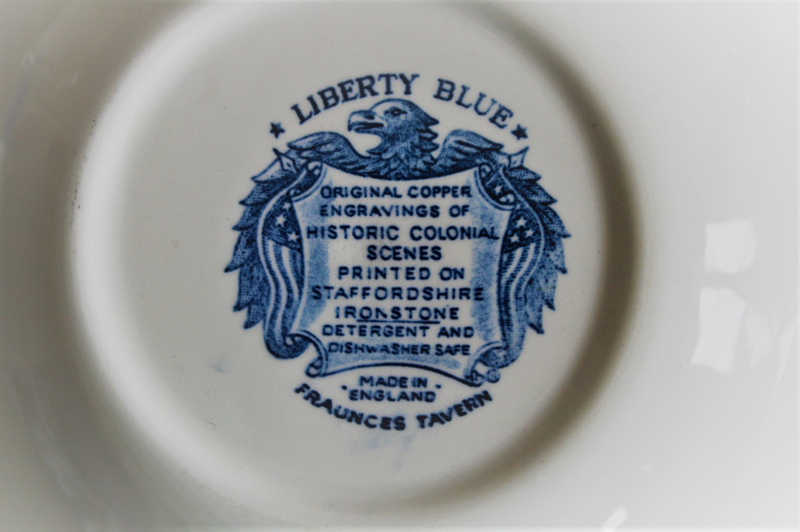 ★ LIBERTY BLUE ★
ORIGINAL COPPER
ENGRAVINGS OF
HISTORIC COLONIAL
SCENES
PRINTED ON
STAFFORDSHIRE
IRONSTONE
DETERGENT AND
DISHWASHER SAFE
· MADE IN ·
ENGLAND
FRAUNCES TAVERN